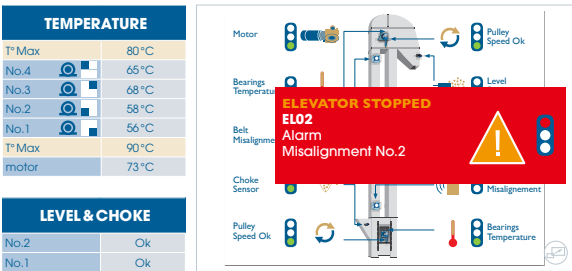 TEMPERATURE
T° Max 80°C
No.4 65°C
No.3 68°C
No.2 58°C
No.1 56°C
T° Max 90°C
motor 73°C
LEVEL & CHOKE
No.2 Ok
No.1 Ok
Motor
Pulley
Speed Ok
Bearings
Temperatu
Level
ELEVATOR STOPPED
EL02
Alarm
Misalignment No.2
!
Belt
Misalignme
Choke
Sensor
Misalignement
Pulley
Speed Ok
Bearings
Temperature